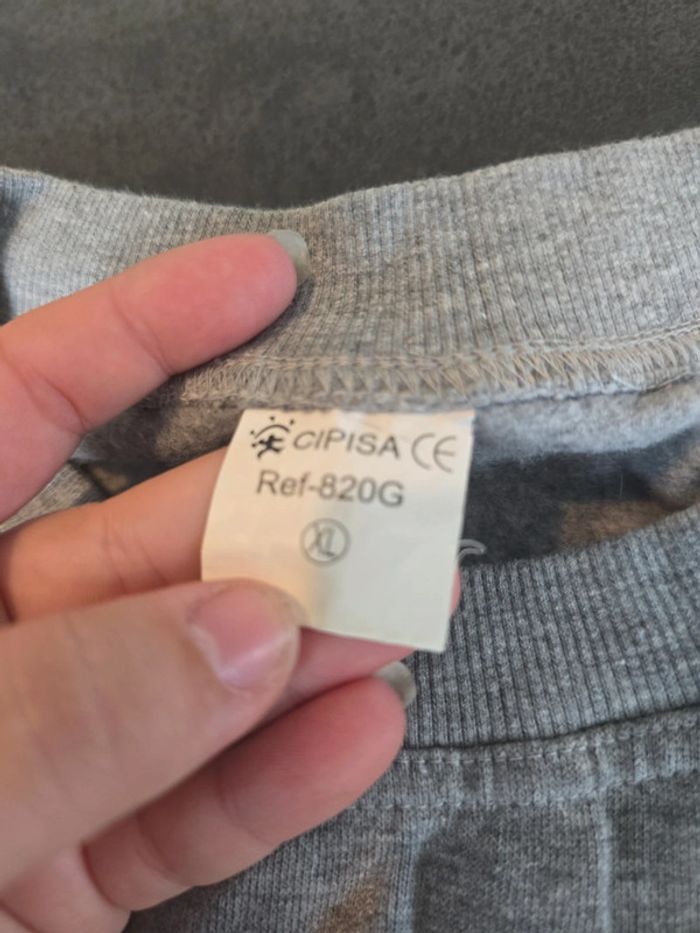 CIPISA CE
Ref-820G
XL